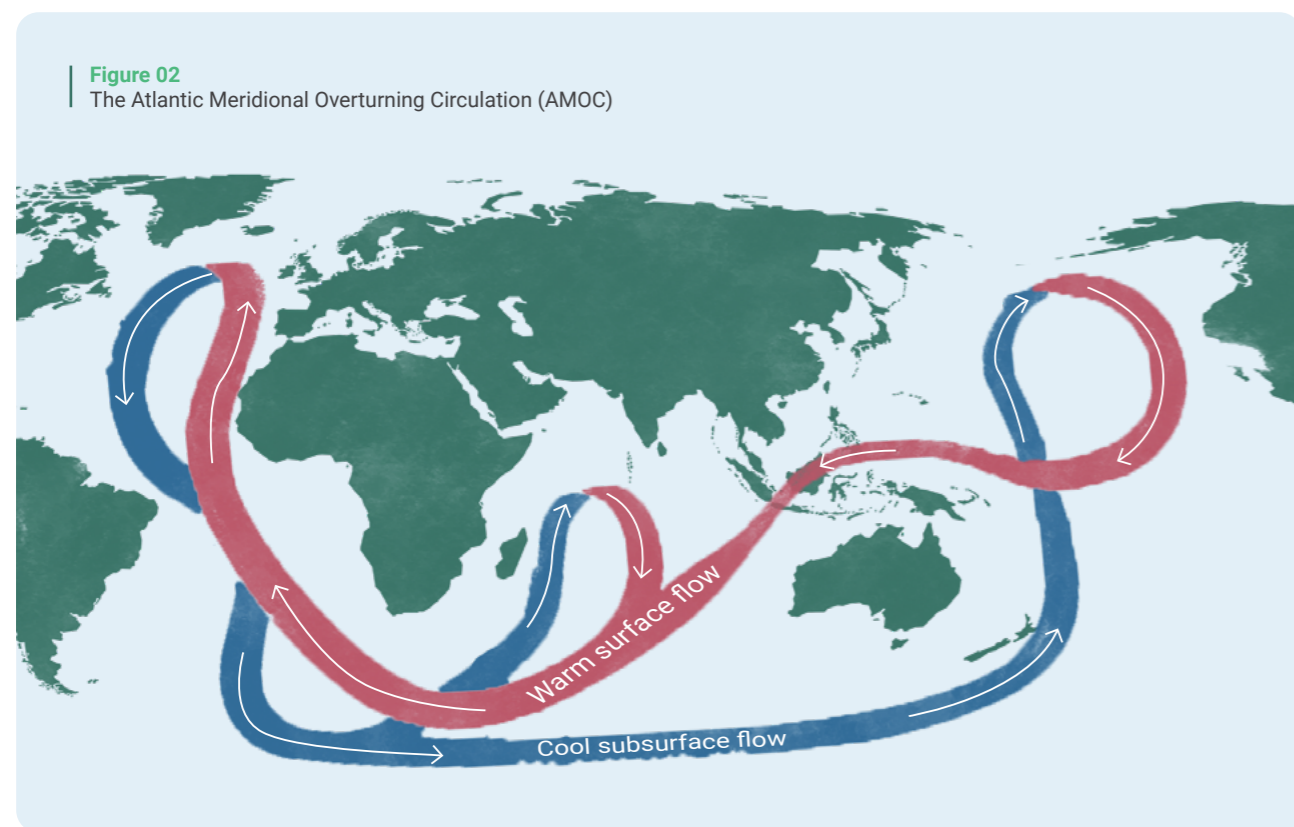 Figure 02
The Atlantic Meridional Overturning Circulation (AMOC)
Warm surface flow
Cool subsurface flow